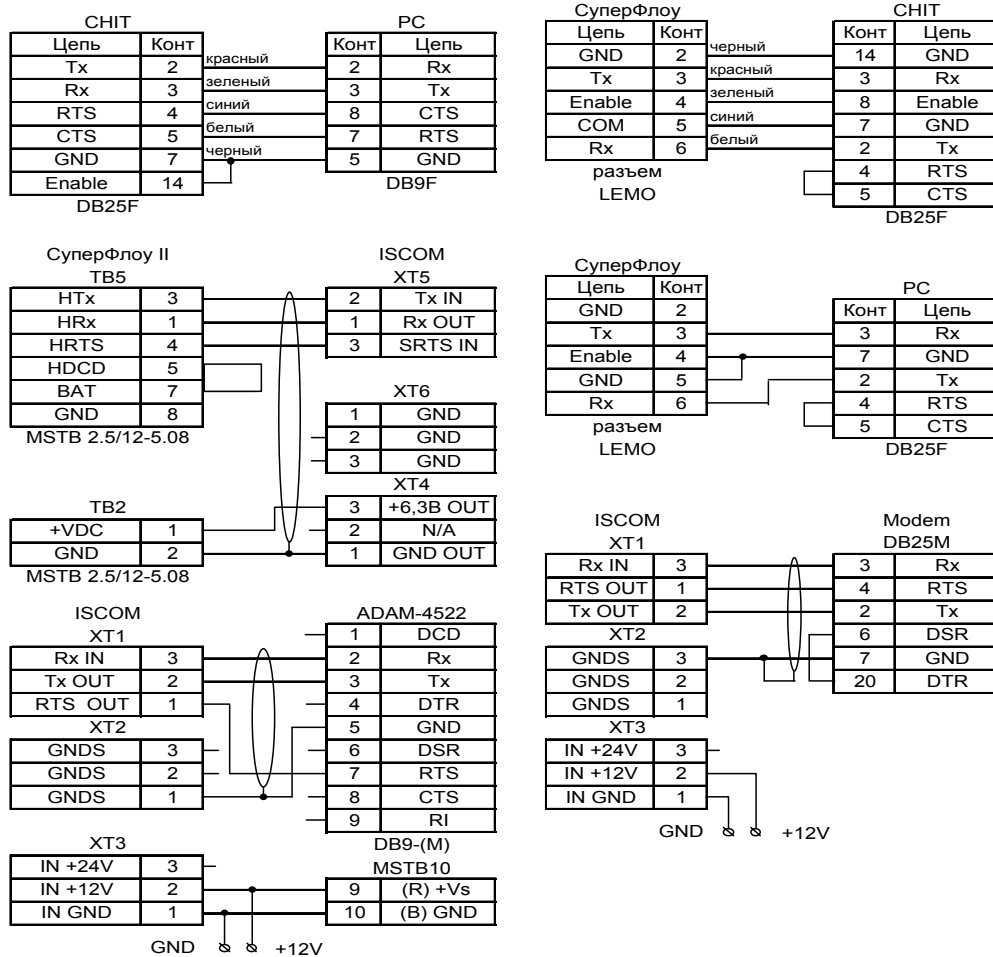 CHIT
PC
Цепь Конт Конт Цепь
Tx 2 красный 2 Rx
Rx 3 зеленый 3 Tx
RTS 4 синий 8 CTS
CTS 5 белый 7 RTS
GND 7 черный 5 GND
Enable 14 DB9F
DB25F
СуперФлоу
CHIT
Цепь Конт Конт Цепь
GND 2 черный 14 GND
Tx 3 красный 3 Rx
Enable 4 зеленый 8 Enable
COM 5 синий 7 GND
Rx 6 белый 2 Tx
разъем 4 RTS
LEMO 5 CTS
DB25F
СуперФлоу II ISCOM
TB5 XT5
HTx 3 2 Tx IN
HRx 1 1 Rx OUT
HRTS 4 3 SRTS IN
HDCD 5
BAT 7 XT6
GND 8 1 GND
MSTB 2.5/12-5.08 2 GND
3 GND
XT4
TB2 3 +6,3В OUT
+VDC 1 2 N/A
GND 2 1 GND OUT
MSTB 2.5/12-5.08
СуперФлоу
Цепь Конт PC
GND 2 Конт Цепь
Tx 3 3 Rx
Enable 4 7 GND
GND 5 2 Tx
Rx 6 4 RTS
разъем 5 CTS
LEMO DB25F
ISCOM ADAM-4522
XT1 1 DCD
Rx IN 3 2 Rx
Tx OUT 2 3 Tx
RTS OUT 1 4 DTR
XT2 5 GND
GNDS 3 6 DSR
GNDS 2 7 RTS
GNDS 1 8 CTS
9 RI
XT3 DB9-(M)
IN +24V 3 MSTB10
IN +12V 2 9 (R) +Vs
IN GND 1 10 (B) GND
GND +12V
ISCOM Modem
XT1 DB25M
Rx IN 3 3 Rx
RTS OUT 1 4 RTS
Tx OUT 2 2 Tx
XT2 6 DSR
GNDS 3 7 GND
GNDS 2 20 DTR
GNDS 1
XT3
IN +24V 3
IN +12V 2
IN GND 1
GND +12V